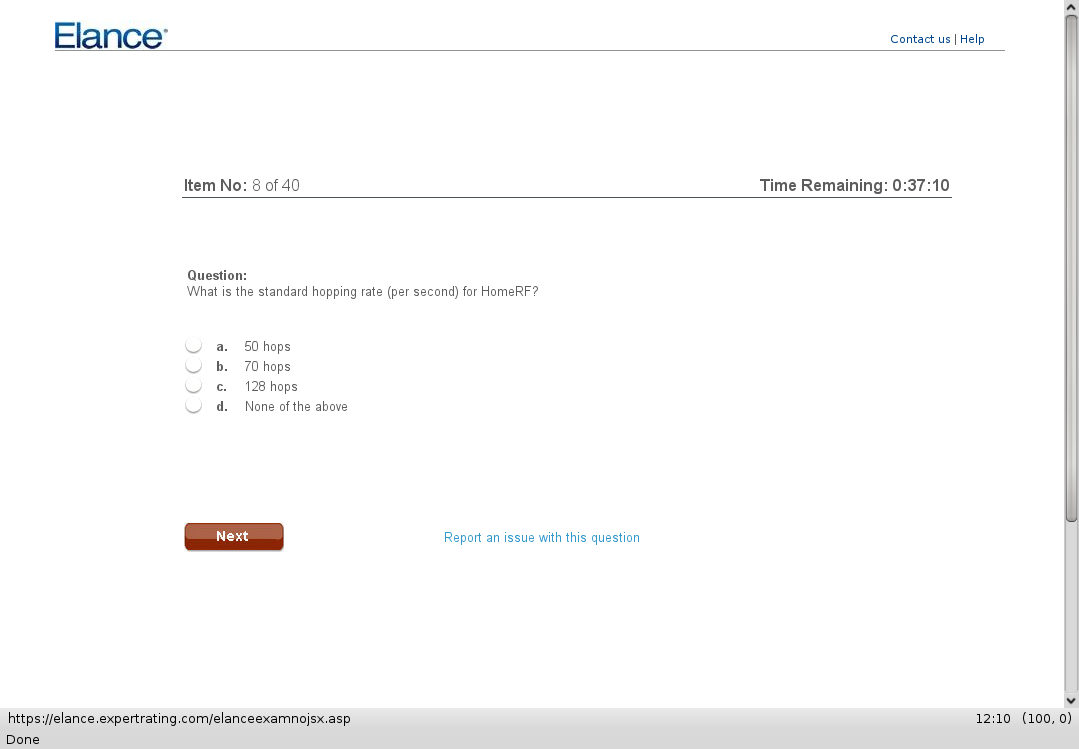 Elance
Contact us | Help
Item No: 8 of 40
Time Remaining: 0:37:10
Question:
What is the standard hopping rate (per second) for HomeRF?
a. 50 hops
b. 70 hops
c. 128 hops
d. None of the above
Next
Report an issue with this question
https://elance.expertrating.com/elanceexamnojsx.asp
12:10 (100, 0)
Done